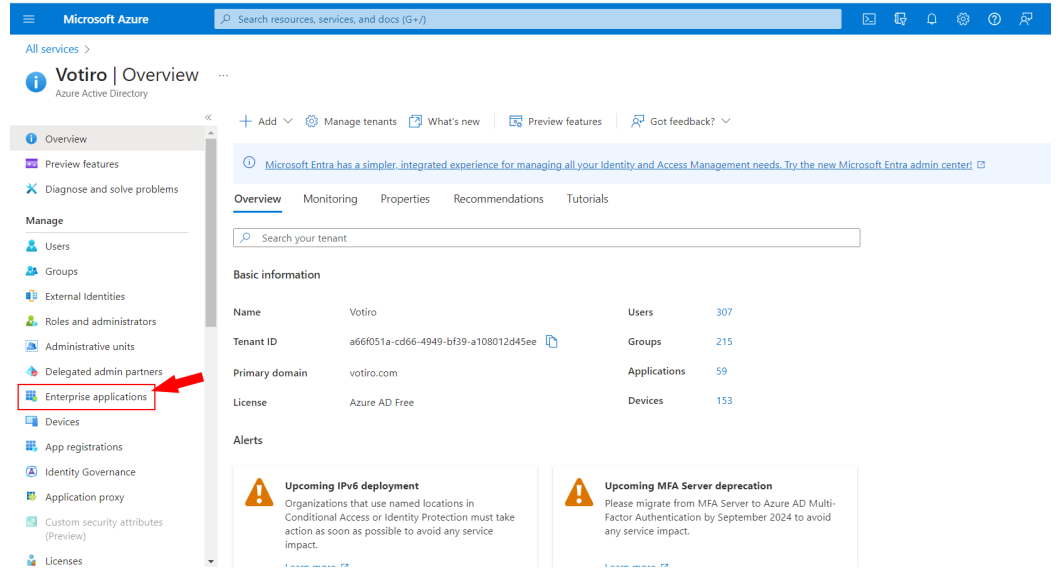 Microsoft Azure
Search resources, services, and docs (G+/)
All services >
Votiro | Overview ...
Azure Active Directory
Overview
Preview features
Diagnose and solve problems
Manage
Users
Groups
External Identities
Roles and administrators
Administrative units
Delegated admin partners
Enterprise applications
Devices
App registrations
Identity Governance
Application proxy
Custom security attributes
(Preview)
Licenses
Add Manage tenants What's new Preview features Got feedback?
Microsoft Entra has a simpler, integrated experience for managing all your Identity and Access Management needs. Try the new Microsoft Entra admin center!
Overview Monitoring Properties Recommendations Tutorials
Search your tenant
Basic information
Name Votiro Users 307
Tenant ID a66f051a-cd66-4949-bf39-a108012d45ee Groups 215
Primary domain votiro.com Applications 59
License Azure AD Free Devices 153
Alerts
Upcoming IPv6 deployment
Organizations that use named locations in
Conditional Access or Identity Protection must take
action as soon as possible to avoid any service
impact.
Learn more
Upcoming MFA Server deprecation
Please migrate from MFA Server to Azure AD Multi-
Factor Authentication by September 2024 to avoid
any service impact.
Learn more